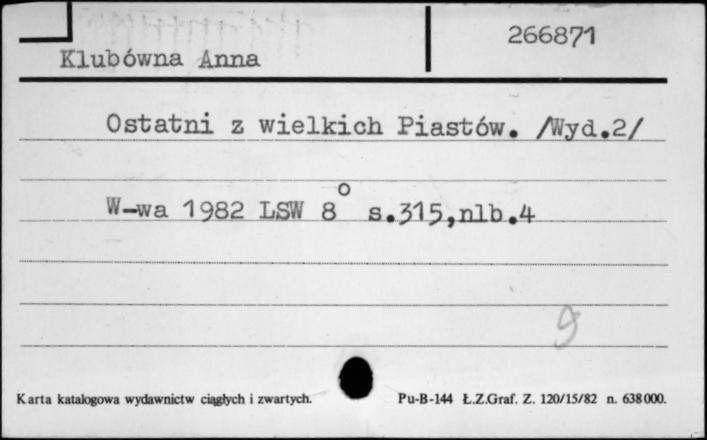 266871
Klubówna Anna
Ostatni z wielkich Piastów. /Wyd.2/
W-wa 1982 LSW 8° s.315,nlb.4
9
Karta katalogowa wydawnictw ciągłych i zwartych. Pu-B-144 Ł.Z.Graf. Z. 120/15/82 n. 638000.